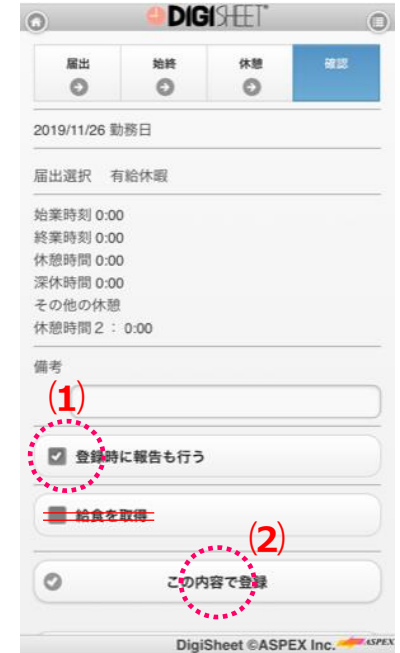 DIGISHEET
届出 始終 休憩 確認
2019/11/26 勤務日
届出選択 有給休暇
始業時刻 0:00
終業時刻 0:00
休憩時間 0:00
深休時間 0:00
その他の休憩
休憩時間２： 0:00
備考
(1)
登録時に報告も行う
給食を取得
(2)
この内容で登録
DigiSheet ©ASPEX Inc. ASPEX